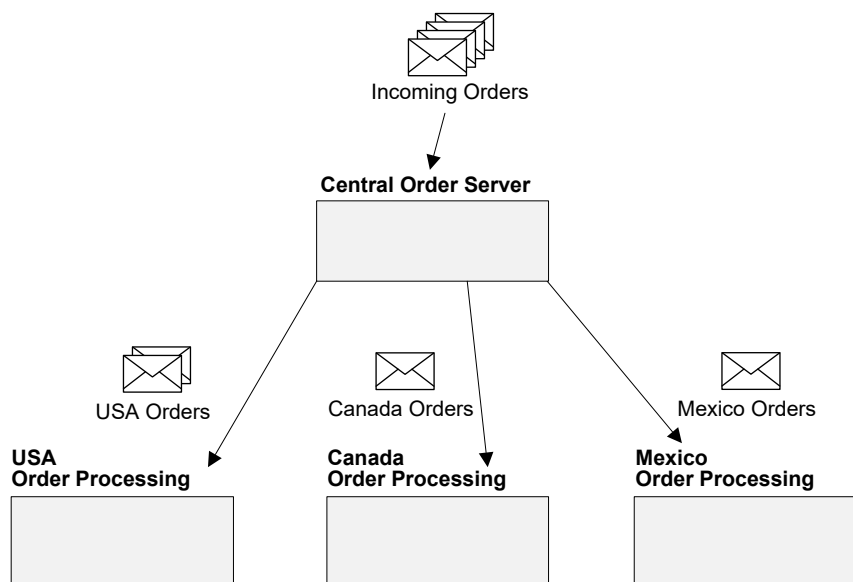 Incoming Orders
Central Order Server
USA Orders
Canada Orders
Mexico Orders
USA
Order Processing
Canada
Order Processing
Mexico
Order Processing